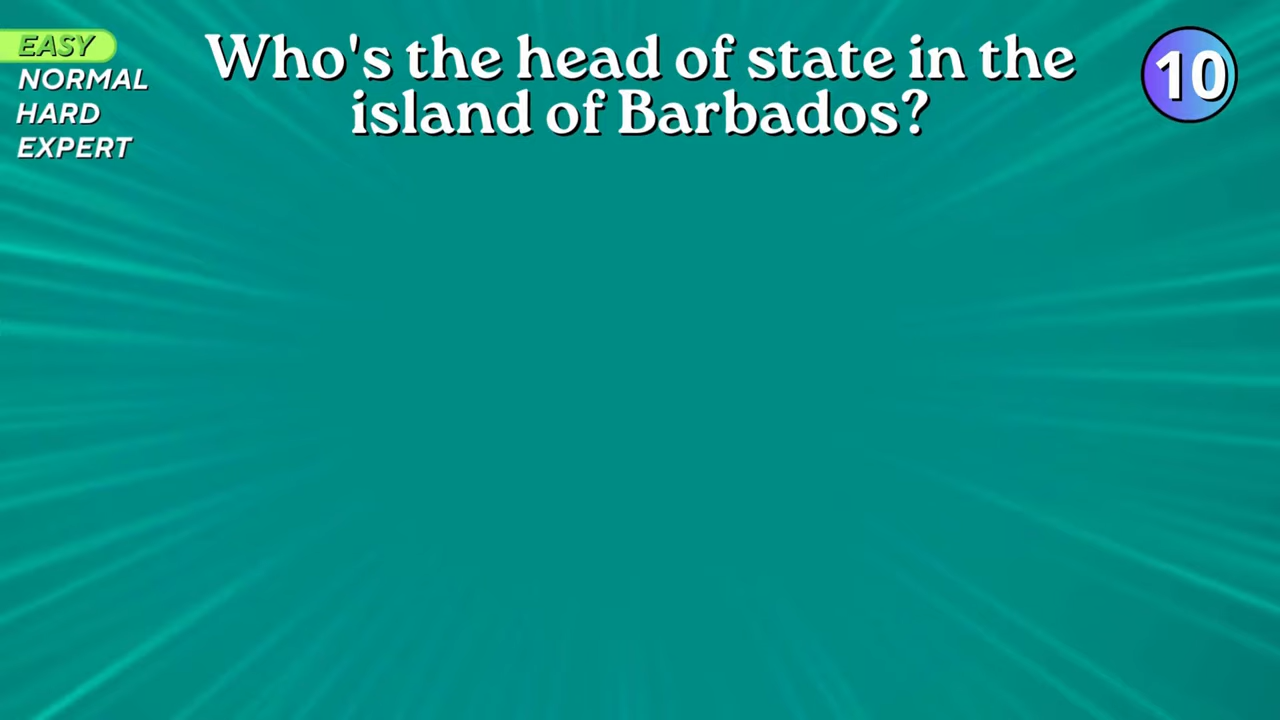 EASY
NORMAL
HARD
EXPERT
Who's the head of state in the
island of Barbados?
10